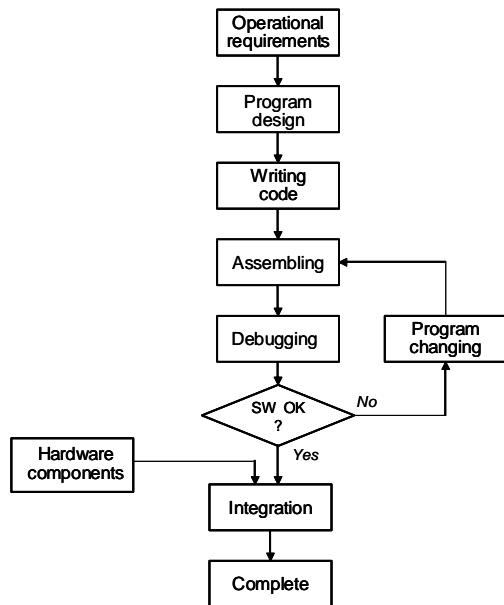 Operational
requirements
Program
design
Writing
code
Assembling
Debugging
Program
changing
SW OK
?
No
Yes
Hardware
components
Integration
Complete